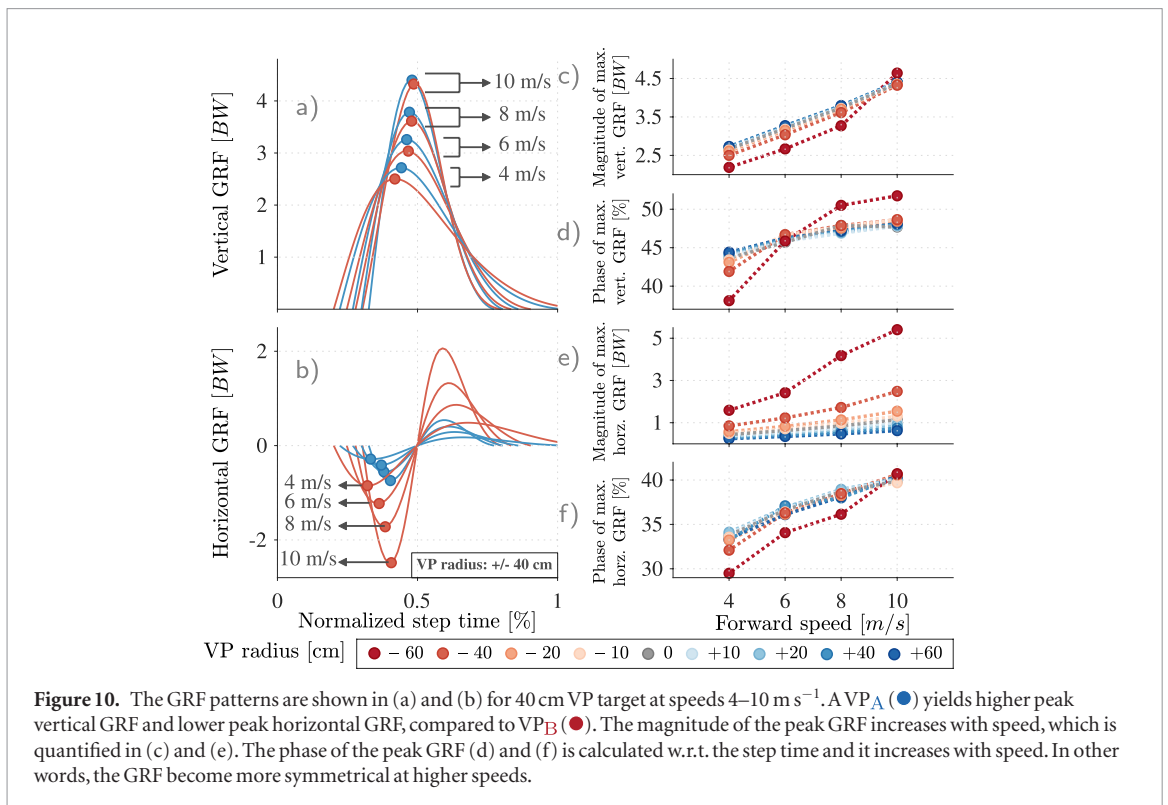 a)
Vertical GRF [BW]
4
3
2
1
10 m/s
8 m/s
6 m/s
4 m/s
b)
Horizontal GRF [BW]
2
0
-2
4 m/s
6 m/s
8 m/s
10 m/s
VP radius: +/- 40 cm
0 0.5 1
Normalized step time [%]
c)
Magnitude of max.
vert. GRF [BW]
4.5
3.5
2.5
d)
Phase of max.
vert. GRF [%]
50
45
40
e)
Magnitude of max.
horz. GRF [BW]
5
3
1
f)
Phase of max.
horz. GRF [%]
40
35
30
4 6 8 10
Forward speed [m/s]
VP radius [cm] − 60 − 40 − 20 − 10 0 +10 +20 +40 +60
Figure 10. The GRF patterns are shown in (a) and (b) for 40 cm VP target at speeds 4–10 m s⁻¹. A VP_A (●) yields higher peak
vertical GRF and lower peak horizontal GRF, compared to VP_B (●). The magnitude of the peak GRF increases with speed, which is
quantified in (c) and (e). The phase of the peak GRF (d) and (f) is calculated w.r.t. the step time and it increases with speed. In other
words, the GRF become more symmetrical at higher speeds.